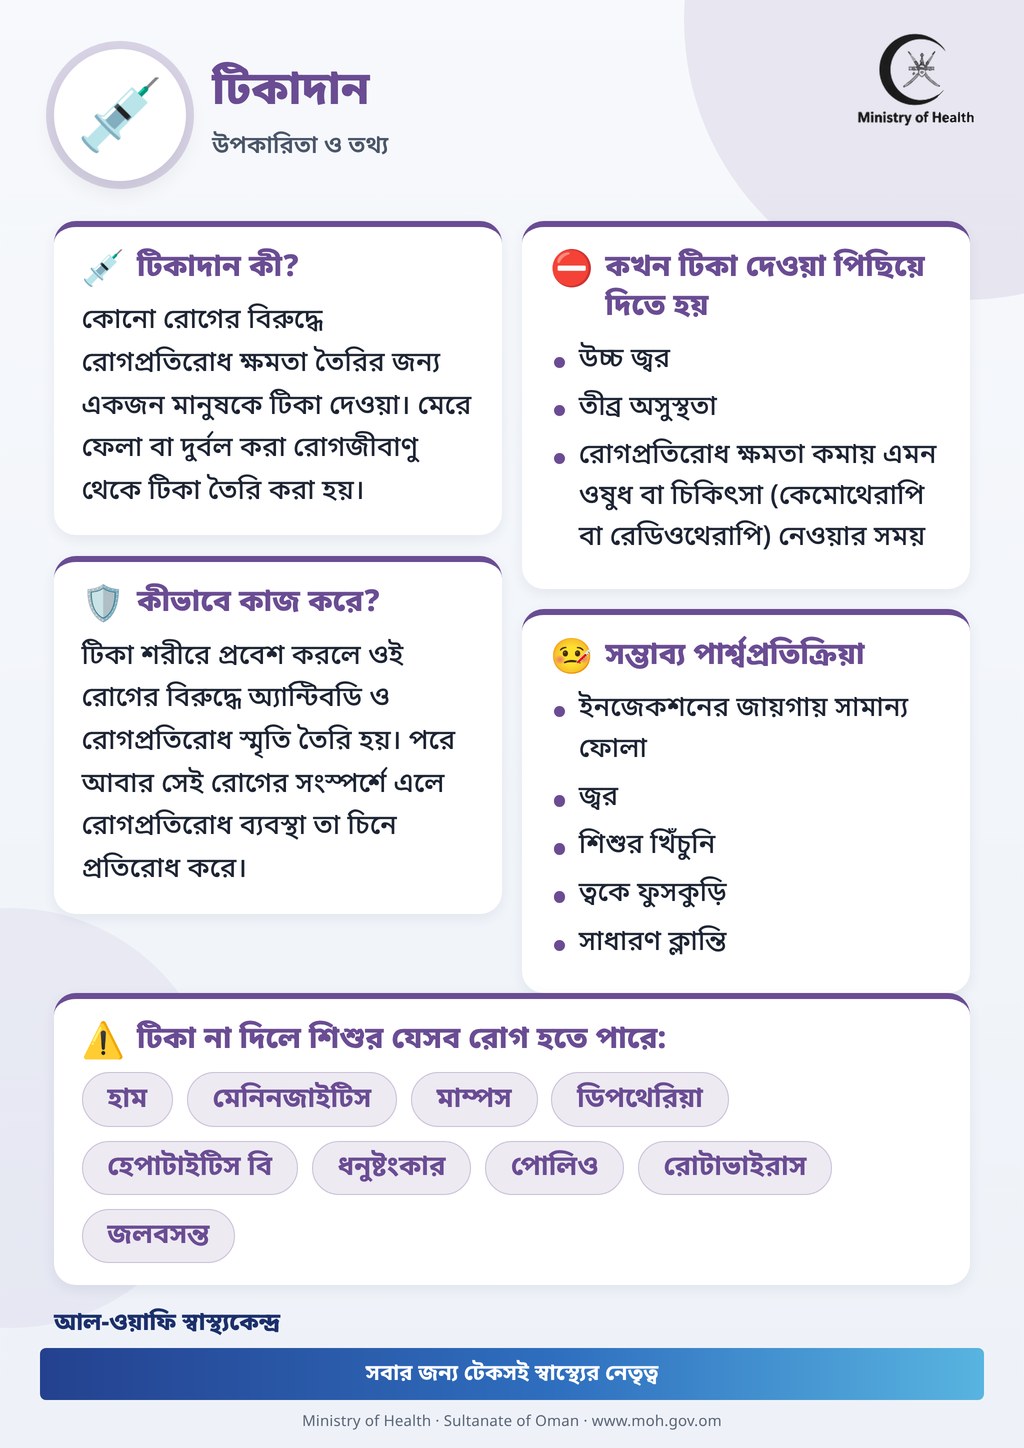 টিকাদান
উপকারিতা ও তথ্য
Ministry of Health
টিকাদান কী?
কোনো রোগের বিরুদ্ধে
রোগপ্রতিরোধ ক্ষমতা তৈরির জন্য
একজন মানুষকে টিকা দেওয়া। মেরে
ফেলা বা দুর্বল করা রোগজীবাণু
থেকে টিকা তৈরি করা হয়।
কীভাবে কাজ করে?
টিকা শরীরে প্রবেশ করলে ওই
রোগের বিরুদ্ধে অ্যান্টিবডি ও
রোগপ্রতিরোধ স্মৃতি তৈরি হয়। পরে
আবার সেই রোগের সংস্পর্শে এলে
রোগপ্রতিরোধ ব্যবস্থা তা চিনে
প্রতিরোধ করে।
কখন টিকা দেওয়া পিছিয়ে
দিতে হয়
উচ্চ জ্বর
তীব্র অসুস্থতা
রোগপ্রতিরোধ ক্ষমতা কমায় এমন
ওষুধ বা চিকিৎসা (কেমোথেরাপি
বা রেডিওথেরাপি) নেওয়ার সময়
সম্ভাব্য পার্শ্বপ্রতিক্রিয়া
ইনজেকশনের জায়গায় সামান্য
ফোলা
জ্বর
শিশুর খিঁচুনি
ত্বকে ফুসকুড়ি
সাধারণ ক্লান্তি
টিকা না দিলে শিশুর যেসব রোগ হতে পারে:
হাম মেনিনজাইটিস মাম্পস ডিপথেরিয়া
হেপাটাইটিস বি ধনুষ্টংকার পোলিও রোটাভাইরাস
জলবসন্ত
আল-ওয়াফি স্বাস্থ্যকেন্দ্র
সবার জন্য টেকসই স্বাস্থ্যের নেতৃত্ব
Ministry of Health · Sultanate of Oman · www.moh.gov.om